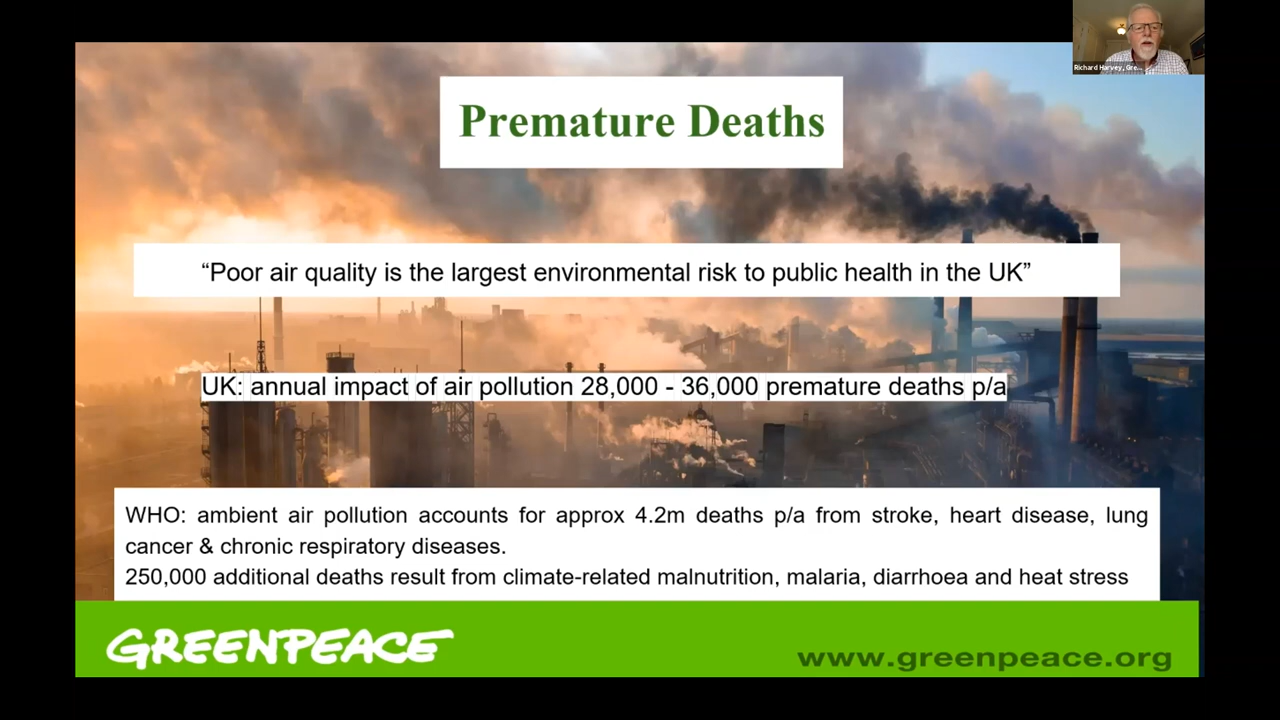 Richard Harvey, Gre...
Premature Deaths
“Poor air quality is the largest environmental risk to public health in the UK”
UK: annual impact of air pollution 28,000 - 36,000 premature deaths p/a
WHO: ambient air pollution accounts for approx 4.2m deaths p/a from stroke, heart disease, lung
cancer & chronic respiratory diseases.
250,000 additional deaths result from climate-related malnutrition, malaria, diarrhoea and heat stress
GREENPEACE
www.greenpeace.org